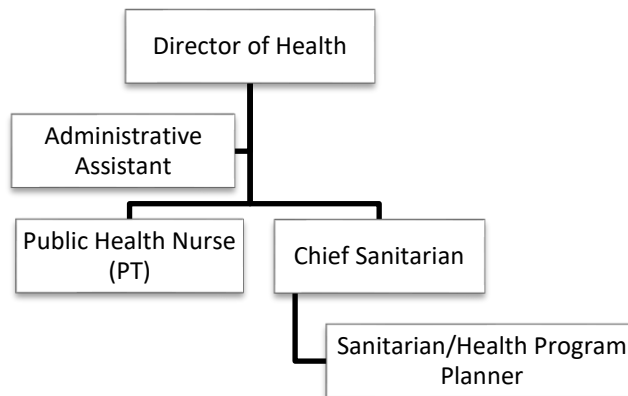 Director of Health
Administrative
Assistant
Public Health Nurse
(PT)
Chief Sanitarian
Sanitarian/Health Program
Planner